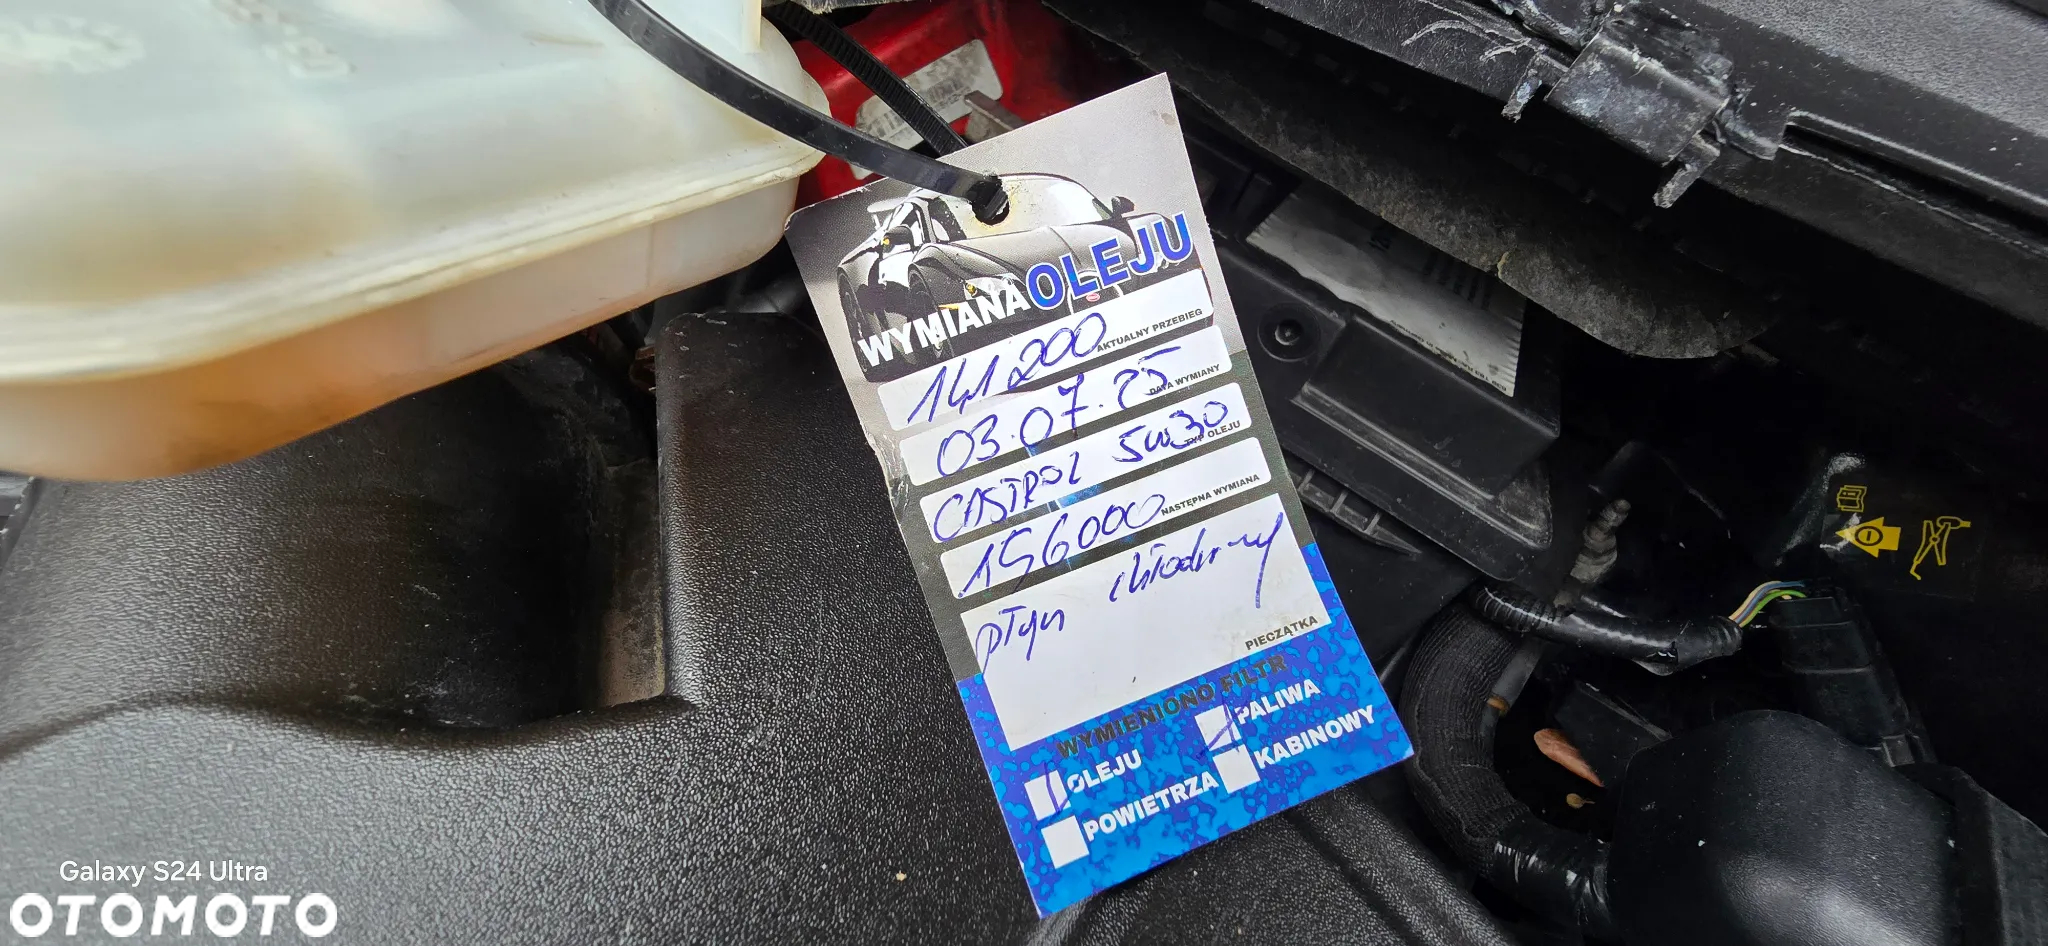 WYMIANA OLEJU
141200 AKTUALNY PRZEBIEG
03.07.25 DATA WYMIANY
CASTROL 5W30 TYP OLEJU
156000 NASTĘPNA WYMIANA
płyn chłodniczy
PIECZĄTKA
WYMIENIONO FILTR
OLEJU PALIWA
POWIETRZA KABINOWY
Galaxy S24 Ultra
OTOMOTO